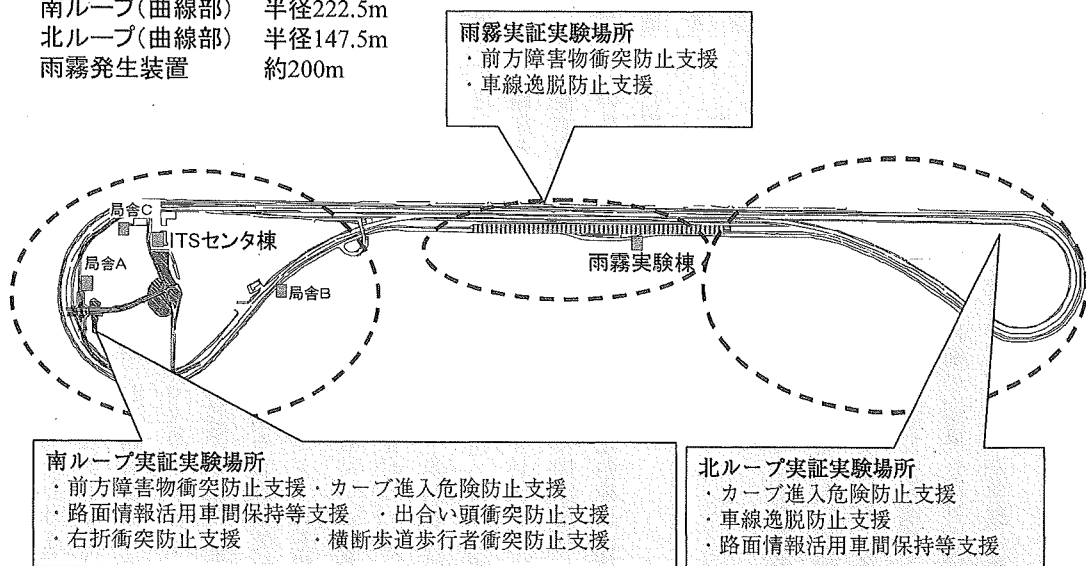 南ループ(曲線部) 半径222.5m
北ループ(曲線部) 半径147.5m
雨霧発生装置 約200m
雨霧実証実験場所
・前方障害物衝突防止支援
・車線逸脱防止支援
局舎C
ITSセンタ棟
局舎A
局舎B
雨霧実験棟
南ループ実証実験場所
・前方障害物衝突防止支援・カーブ進入危険防止支援
・路面情報活用車間保持等支援 ・出合い頭衝突防止支援
・右折衝突防止支援 ・横断歩道歩行者衝突防止支援
北ループ実証実験場所
・カーブ進入危険防止支援
・車線逸脱防止支援
・路面情報活用車間保持等支援